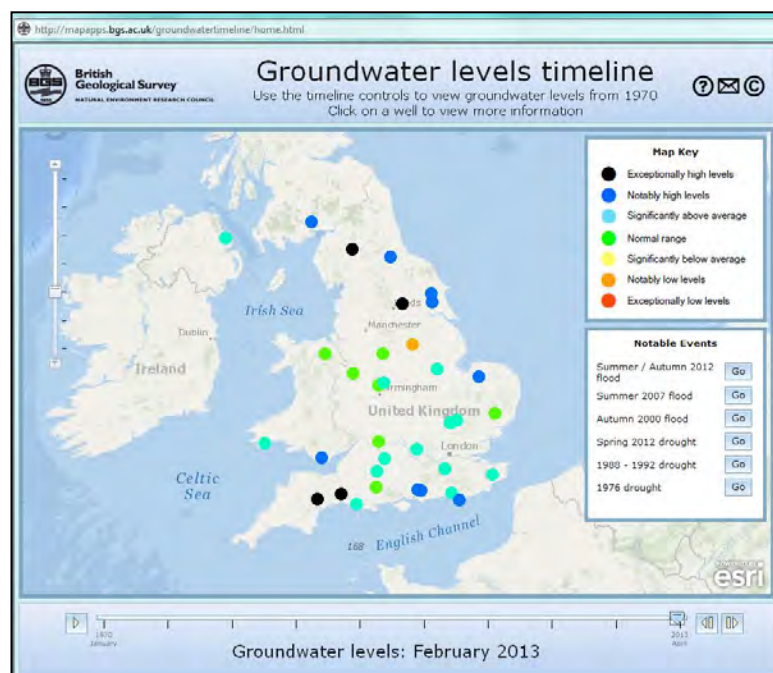 http://mapapps.bgs.ac.uk/groundwatertimeline/home.html
BGS
British
Geological Survey
NATURAL ENVIRONMENT RESEARCH COUNCIL
Groundwater levels timeline
Use the timeline controls to view groundwater levels from 1970
Click on a well to view more information
Map Key
Exceptionally high levels
Notably high levels
Significantly above average
Normal range
Significantly below average
Notably low levels
Exceptionally low levels
Irish Sea
Manchester
Dublin
Ireland
United Kingdom
London
Celtic
Sea
168
English Channel
Notable Events
Summer / Autumn 2012
flood
Go
Summer 2007 flood
Go
Autumn 2000 flood
Go
Spring 2012 drought
Go
1988 - 1992 drought
Go
1976 drought
Go
esri
1970
January
2013
April
Groundwater levels: February 2013